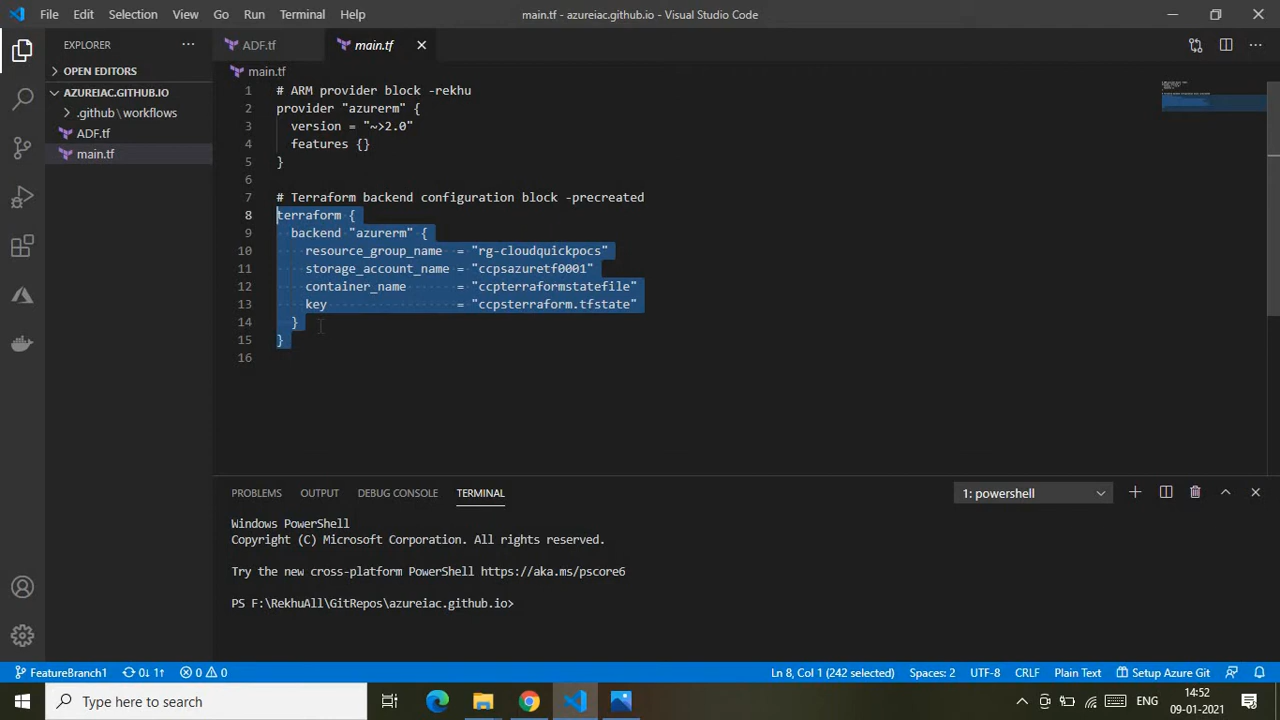 File Edit Selection View Go Run Terminal Help
main.tf - azureiac.github.io - Visual Studio Code
EXPLORER
OPEN EDITORS
AZUREIAC.GITHUB.IO
.github\workflows
ADF.tf
main.tf
ADF.tf main.tf
main.tf
1 # ARM provider block -rekhu
2 provider "azurerm" {
3 version = "~>2.0"
4 features {}
5 }
6
7 # Terraform backend configuration block -precreated
8 terraform {
9 backend "azurerm" {
10 resource_group_name = "rg-cloudquickpocs"
11 storage_account_name = "ccpsazuretf0001"
12 container_name = "ccpterraformstatefile"
13 key = "ccpsterraform.tfstate"
14 }
15 }
16
PROBLEMS OUTPUT DEBUG CONSOLE TERMINAL 1: powershell
Windows PowerShell
Copyright (C) Microsoft Corporation. All rights reserved.
Try the new cross-platform PowerShell https://aka.ms/pscore6
PS F:\RekhuAll\GitRepos\azureiac.github.io>
FeatureBranch1 0↓ 1↑ 0 0 Ln 8, Col 1 (242 selected) Spaces: 2 UTF-8 CRLF Plain Text Setup Azure Git
Type here to search
ENG
14:52
09-01-2021